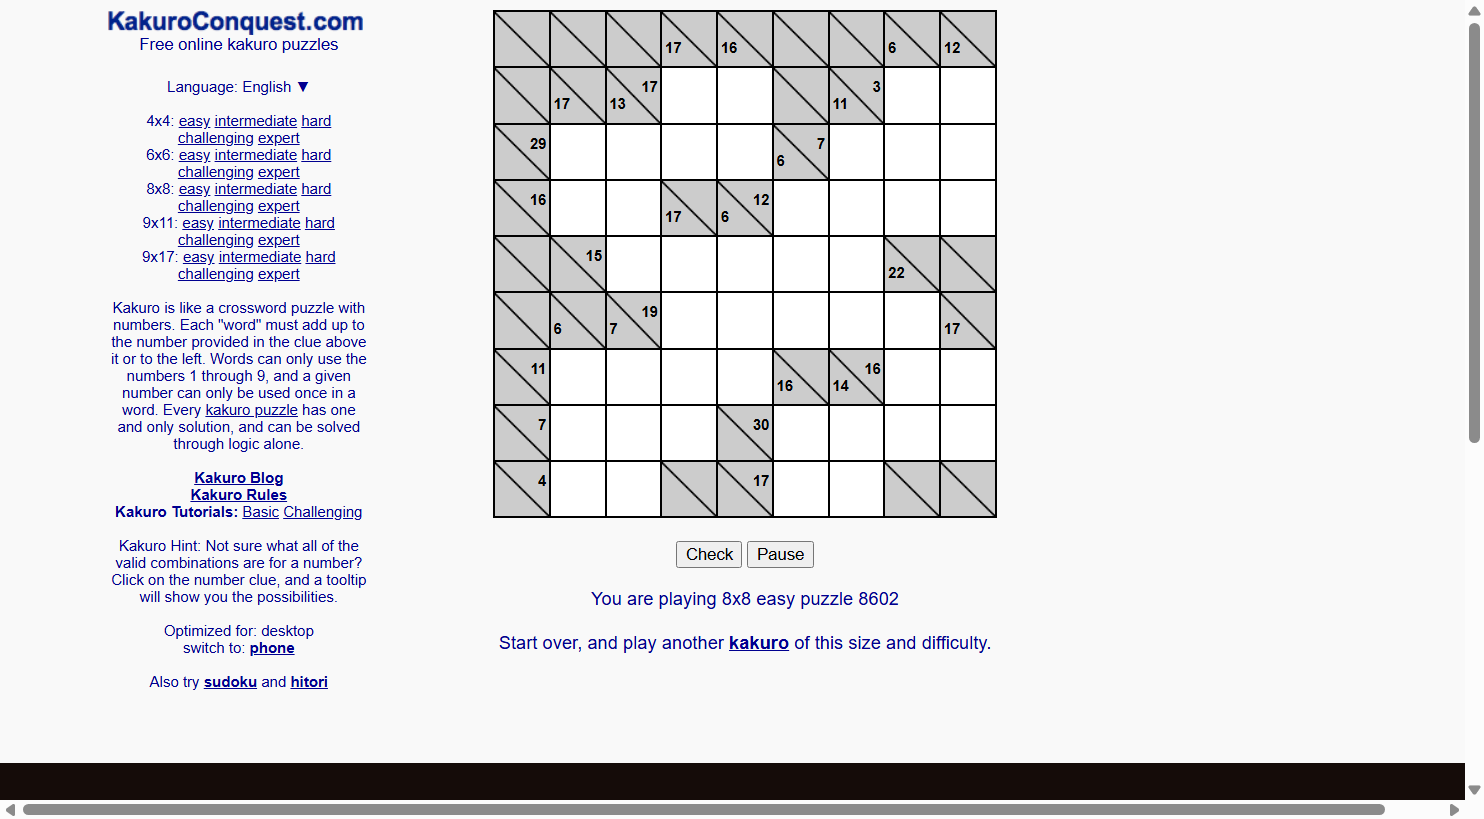 KakuroConquest.com
Free online kakuro puzzles
Language: English ▼
4x4: easy intermediate hard
challenging expert
6x6: easy intermediate hard
challenging expert
8x8: easy intermediate hard
challenging expert
9x11: easy intermediate hard
challenging expert
9x17: easy intermediate hard
challenging expert
Kakuro is like a crossword puzzle with
numbers. Each "word" must add up to
the number provided in the clue above
it or to the left. Words can only use the
numbers 1 through 9, and a given
number can only be used once in a
word. Every kakuro puzzle has one
and only solution, and can be solved
through logic alone.
Kakuro Blog
Kakuro Rules
Kakuro Tutorials: Basic Challenging
Kakuro Hint: Not sure what all of the
valid combinations are for a number?
Click on the number clue, and a tooltip
will show you the possibilities.
Optimized for: desktop
switch to: phone
Also try sudoku and hitori
17 16 6 12
17 13 17 11 3
29 6 7
16 17 6 12
15 22
6 7 19 17
11 16 14 16
7 30
4 17
Check Pause
You are playing 8x8 easy puzzle 8602
Start over, and play another kakuro of this size and difficulty.